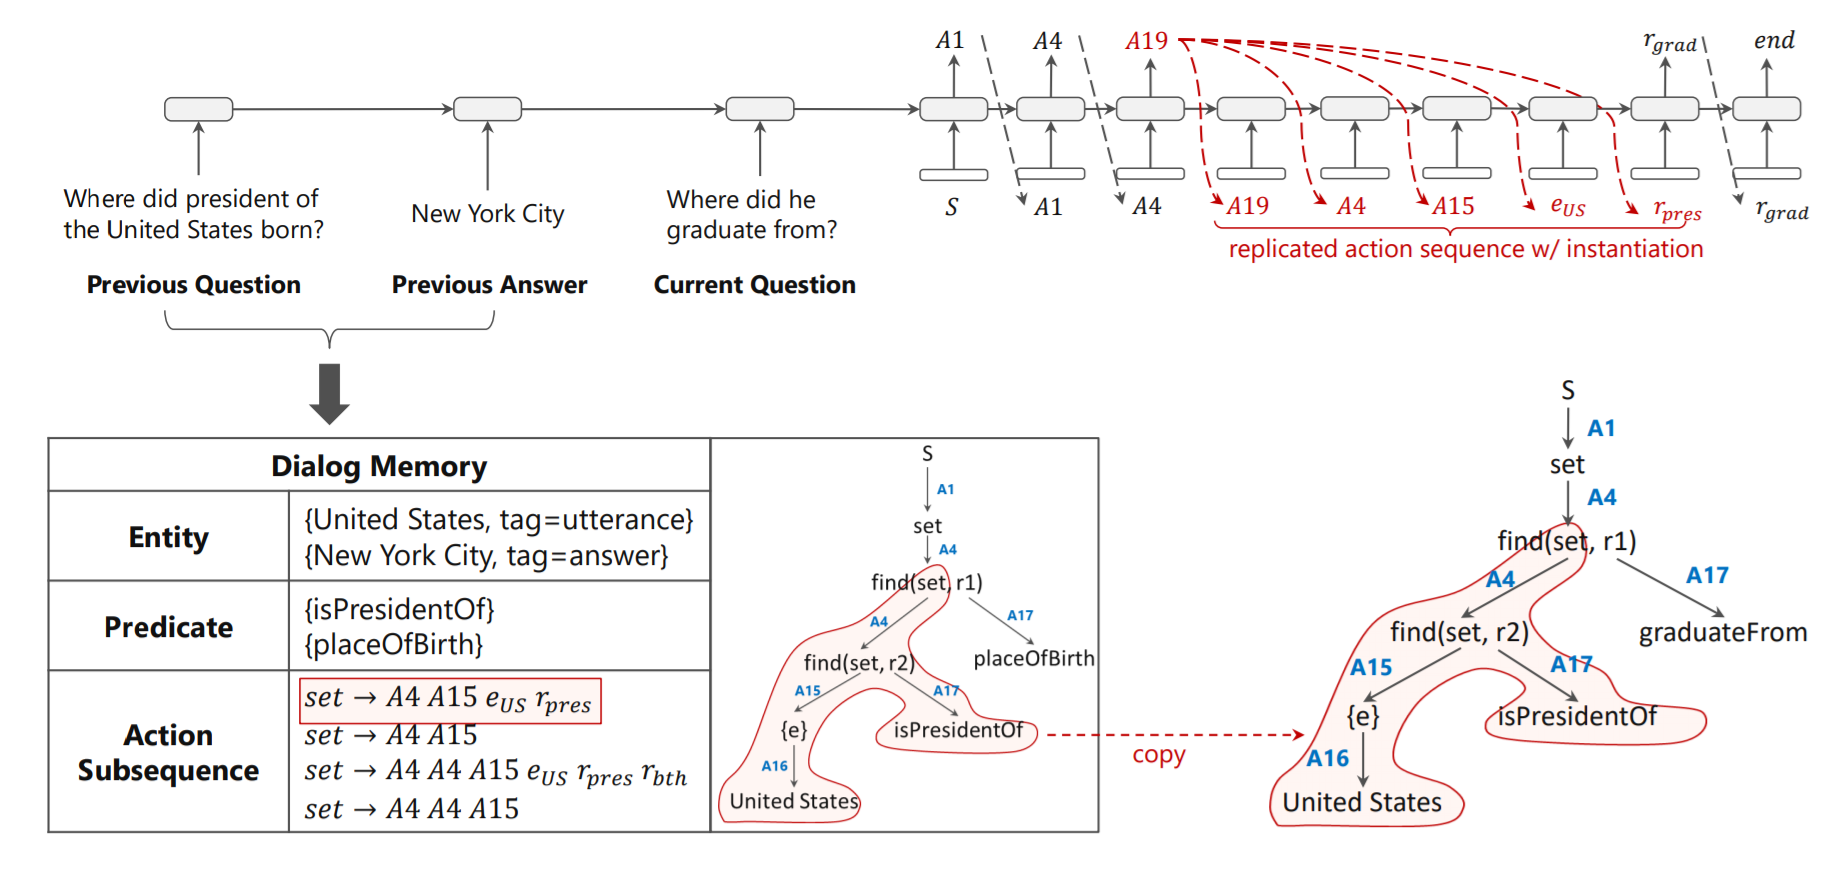 A1
A4
A19
r_grad
end
Where did president of
the United States born?
New York City
Where did he
graduate from?
S
A1
A4
A19
A4
A15
e_US
r_pres
r_grad
replicated action sequence w/ instantiation
Previous Question
Previous Answer
Current Question
Dialog Memory
Entity
{United States, tag=utterance}
{New York City, tag=answer}
Predicate
{isPresidentOf}
{placeOfBirth}
Action
Subsequence
set → A4 A15 e_US r_pres
set → A4 A15
set → A4 A4 A15 e_US r_pres r_bth
set → A4 A4 A15
S
A1
set
A4
find(set, r1)
A4
A17
find(set, r2)
placeOfBirth
A15
A17
{e}
isPresidentOf
A16
United States
copy
S
A1
set
A4
find(set, r1)
A4
A17
find(set, r2)
graduateFrom
A15
A17
{e}
isPresidentOf
A16
United States